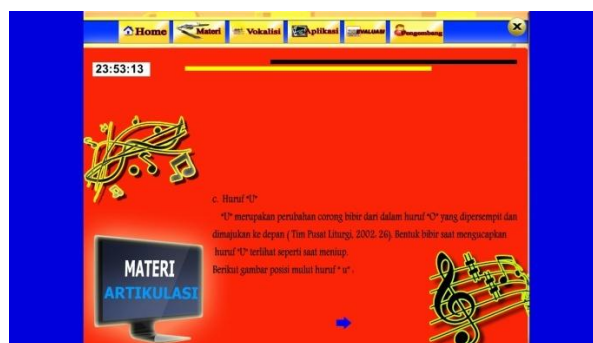 Home Materi Vokalisi Aplikasi EVALUASI Pengembang X
23:53:13
c. Huruf "U"
"U" merupakan perubahan corong bibir dari dalam huruf "O" yang dipersempit dan
dimajukan ke depan ( Tim Pusat Liturgi, 2002. 26). Bentuk bibir saat mengucapkan
huruf "U" terlihat seperti saat meniup.
Berikut gambar posisi mulut huruf " u" :
MATERI
ARTIKULASI